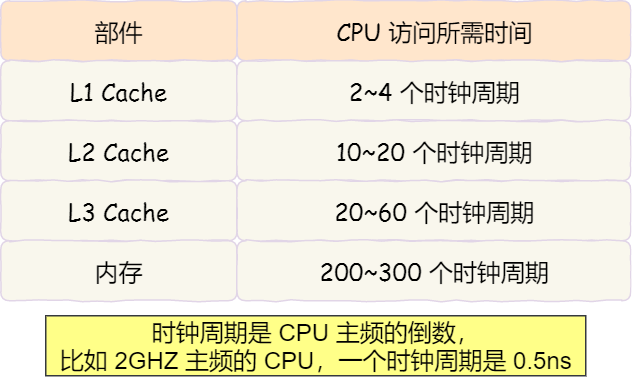 部件 CPU 访问所需时间
L1 Cache 2~4 个时钟周期
L2 Cache 10~20 个时钟周期
L3 Cache 20~60 个时钟周期
内存 200~300 个时钟周期
时钟周期是 CPU 主频的倒数，
比如 2GHZ 主频的 CPU，一个时钟周期是 0.5ns